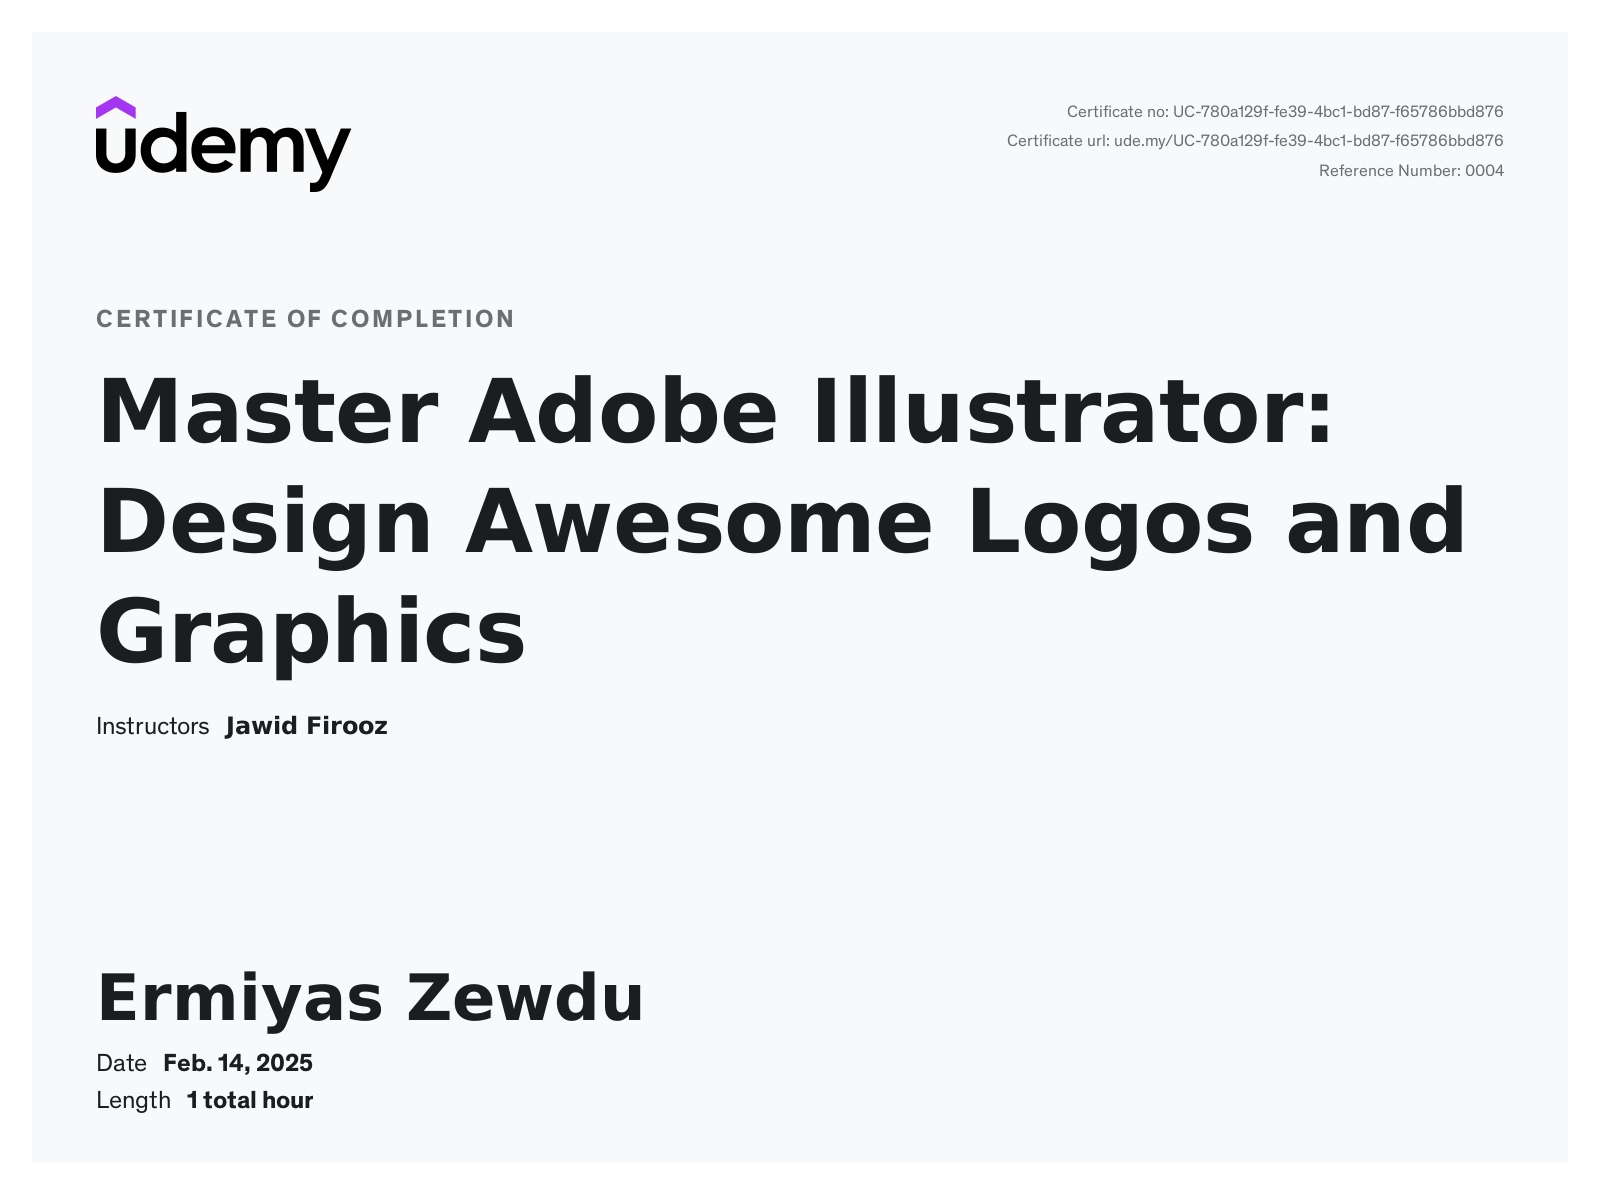 udemy
Certificate no: UC-780a129f-fe39-4bc1-bd87-f65786bbd876
Certificate url: ude.my/UC-780a129f-fe39-4bc1-bd87-f65786bbd876
Reference Number: 0004
CERTIFICATE OF COMPLETION
Master Adobe Illustrator:
Design Awesome Logos and
Graphics
Instructors Jawid Firooz
Ermiyas Zewdu
Date Feb. 14, 2025
Length 1 total hour